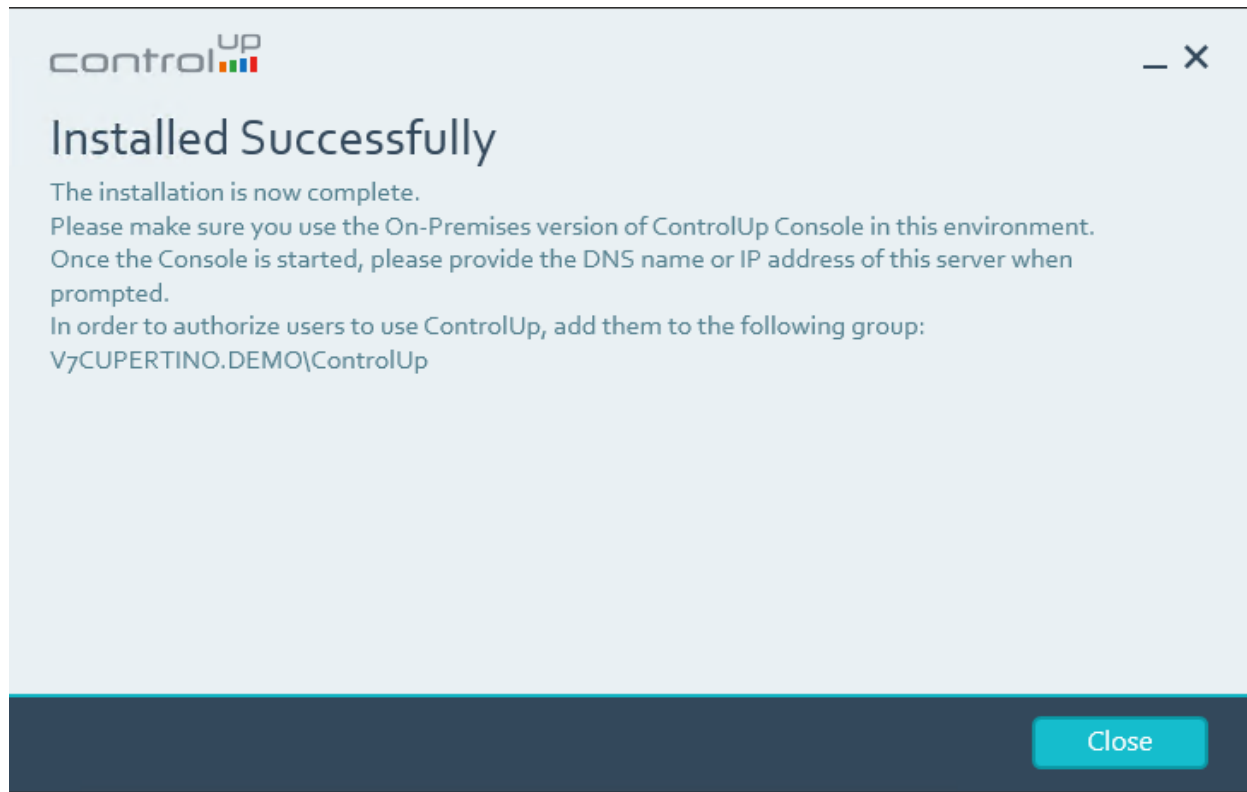 controlup
Installed Successfully
The installation is now complete.
Please make sure you use the On-Premises version of ControlUp Console in this environment.
Once the Console is started, please provide the DNS name or IP address of this server when
prompted.
In order to authorize users to use ControlUp, add them to the following group:
V7CUPERTINO.DEMO\ControlUp
Close